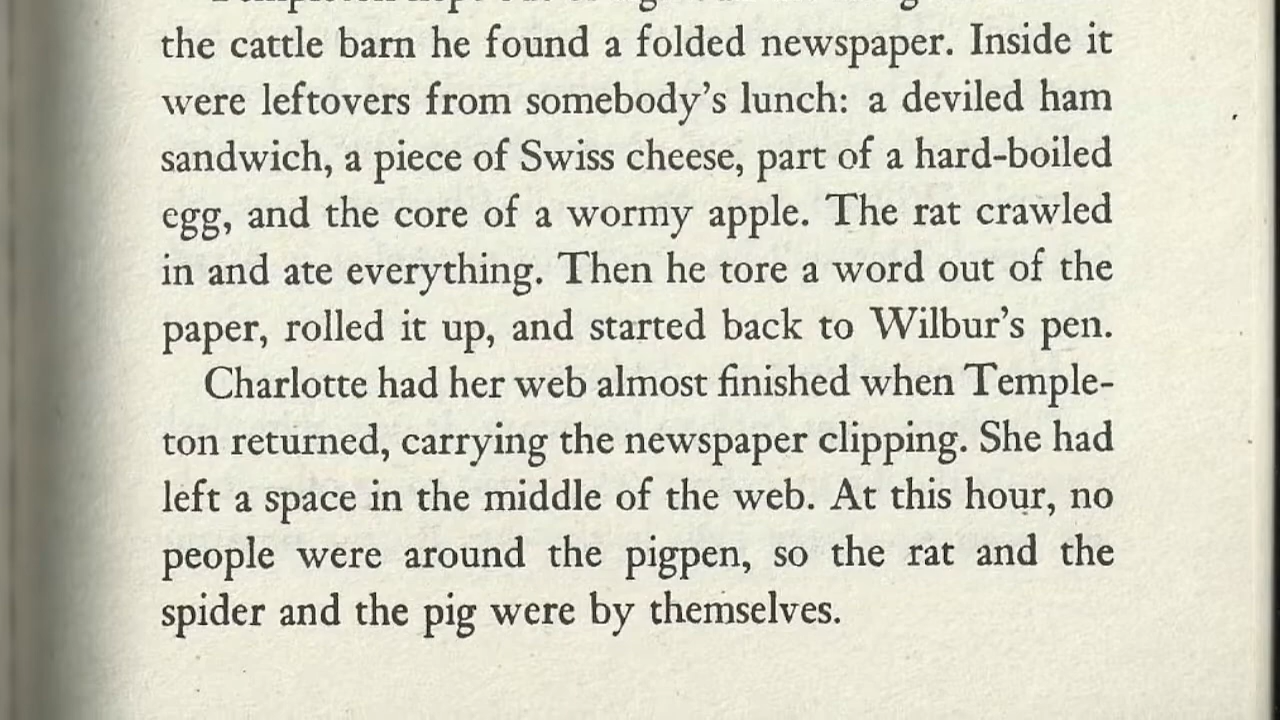 the cattle barn he found a folded newspaper. Inside it
were leftovers from somebody's lunch: a deviled ham
sandwich, a piece of Swiss cheese, part of a hard-boiled
egg, and the core of a wormy apple. The rat crawled
in and ate everything. Then he tore a word out of the
paper, rolled it up, and started back to Wilbur's pen.
Charlotte had her web almost finished when Temple-
ton returned, carrying the newspaper clipping. She had
left a space in the middle of the web. At this hour, no
people were around the pigpen, so the rat and the
spider and the pig were by themselves.